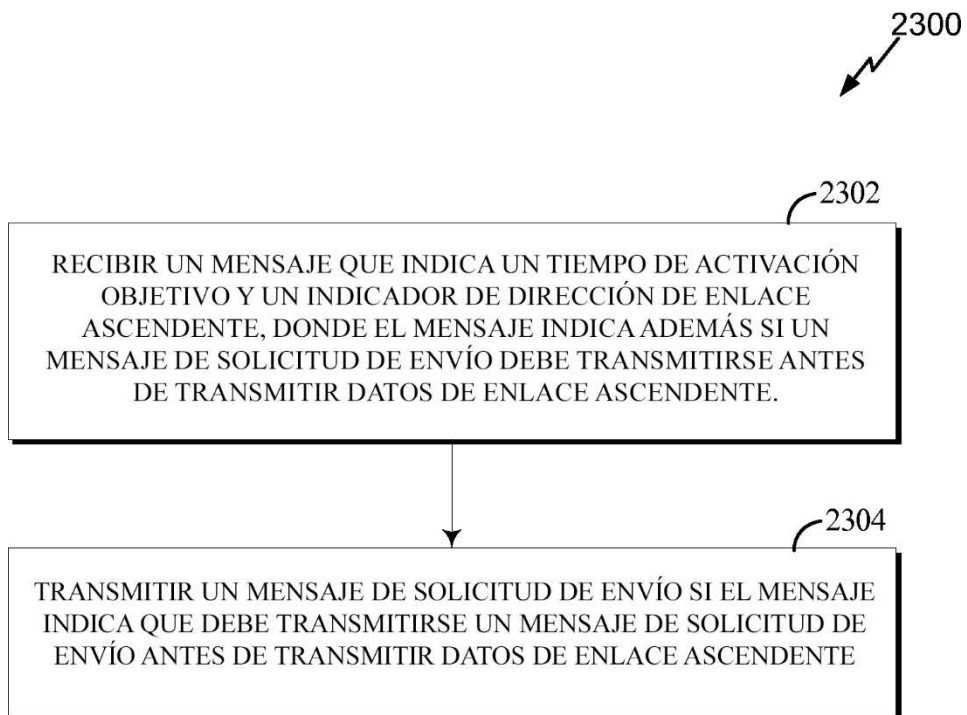 2300
2302
RECIBIR UN MENSAJE QUE INDICA UN TIEMPO DE ACTIVACIÓN
OBJETIVO Y UN INDICADOR DE DIRECCIÓN DE ENLACE
ASCENDENTE, DONDE EL MENSAJE INDICA ADEMÁS SI UN
MENSAJE DE SOLICITUD DE ENVÍO DEBE TRANSMITIRSE ANTES
DE TRANSMITIR DATOS DE ENLACE ASCENDENTE.
2304
TRANSMITIR UN MENSAJE DE SOLICITUD DE ENVÍO SI EL MENSAJE
INDICA QUE DEBE TRANSMITIRSE UN MENSAJE DE SOLICITUD DE
ENVÍO ANTES DE TRANSMITIR DATOS DE ENLACE ASCENDENTE